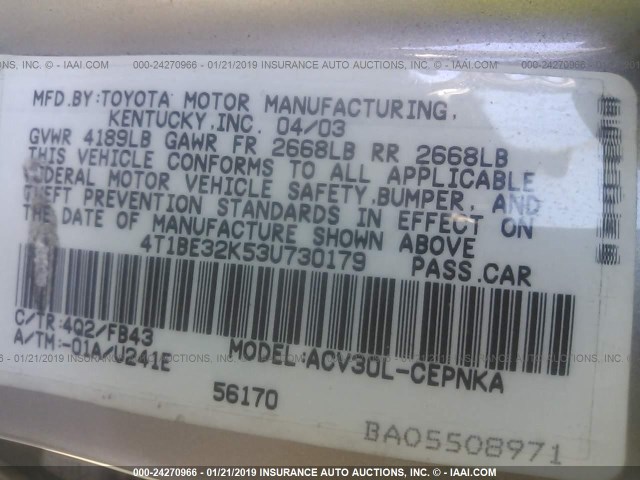 000-24270966 - 01/21/2019 INSURANCE AUTO AUCTIONS, INC. - © IAAI.COM
MFD.BY:TOYOTA MOTOR MANUFACTURING,
KENTUCKY,INC. 04/03
GVWR 4189LB GAWR FR 2668LB RR 2668LB
THIS VEHICLE CONFORMS TO ALL APPLICABLE
FEDERAL MOTOR VEHICLE SAFETY,BUMPER, AND
THEFT PREVENTION STANDARDS IN EFFECT ON
THE DATE OF MANUFACTURE SHOWN ABOVE
4T1BE32K53U730179 PASS.CAR
C/TR:4Q2/FB43
A/TM:-01A/U241E
MODEL:ACV30L-CEPNKA
56170
BA05508971
000-24270966 - 01/21/2019 INSURANCE AUTO AUCTIONS, INC. - © IAAI.COM